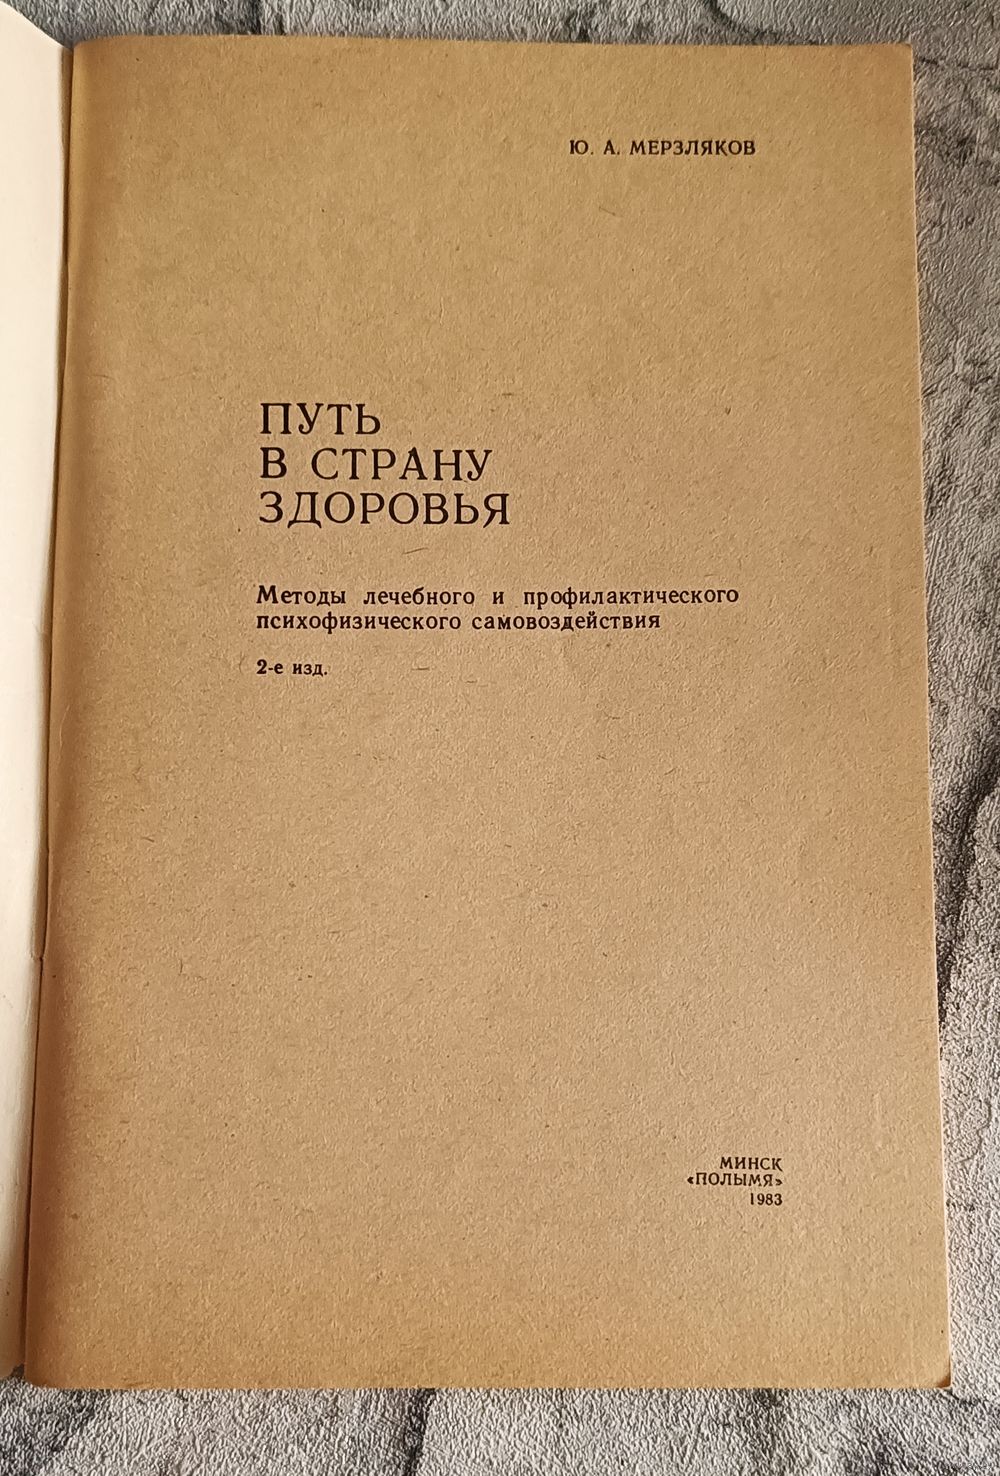 Ю. А. МЕРЗЛЯКОВ
ПУТЬ
В СТРАНУ
ЗДОРОВЬЯ
Методы лечебного и профилактического
психофизического самовоздействия
2-е изд.
МИНСК
«ПОЛЫМЯ»
1983